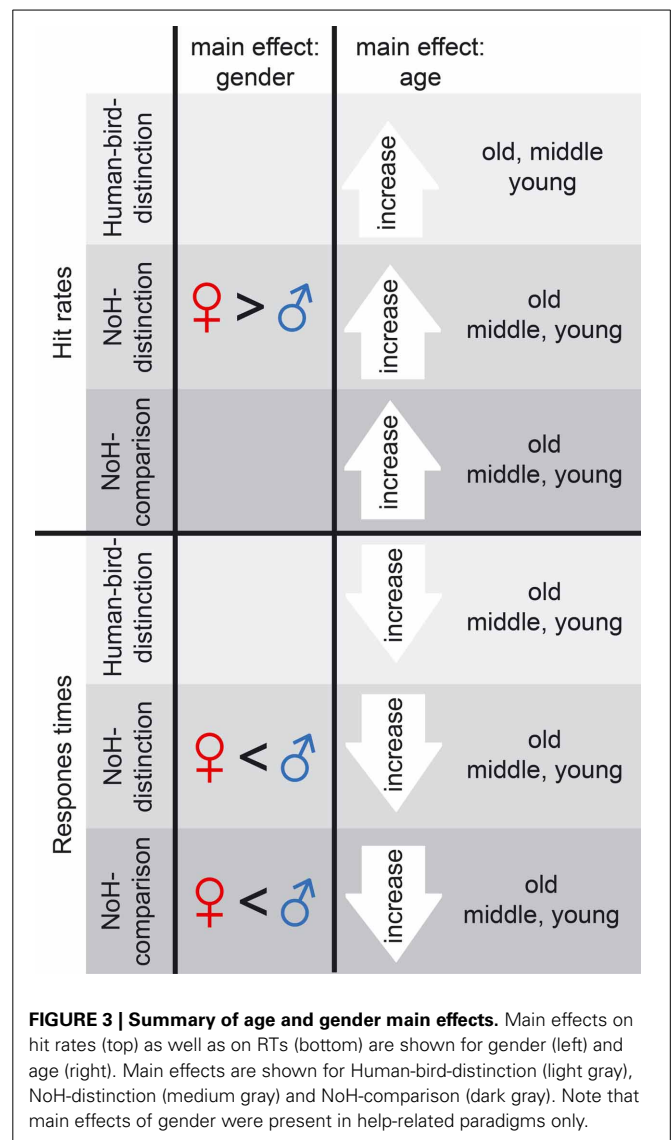 main effect: gender
main effect: age
Hit rates
Human-bird-distinction
increase
old, middle
young
NoH-distinction
♀ > ♂
increase
old
middle, young
NoH-comparison
increase
old
middle, young
Respones times
Human-bird-distinction
increase
old
middle, young
NoH-distinction
♀ < ♂
increase
old
middle, young
NoH-comparison
♀ < ♂
increase
old
middle, young
FIGURE 3 | Summary of age and gender main effects. Main effects on
hit rates (top) as well as on RTs (bottom) are shown for gender (left) and
age (right). Main effects are shown for Human-bird-distinction (light gray),
NoH-distinction (medium gray) and NoH-comparison (dark gray). Note that
main effects of gender were present in help-related paradigms only.